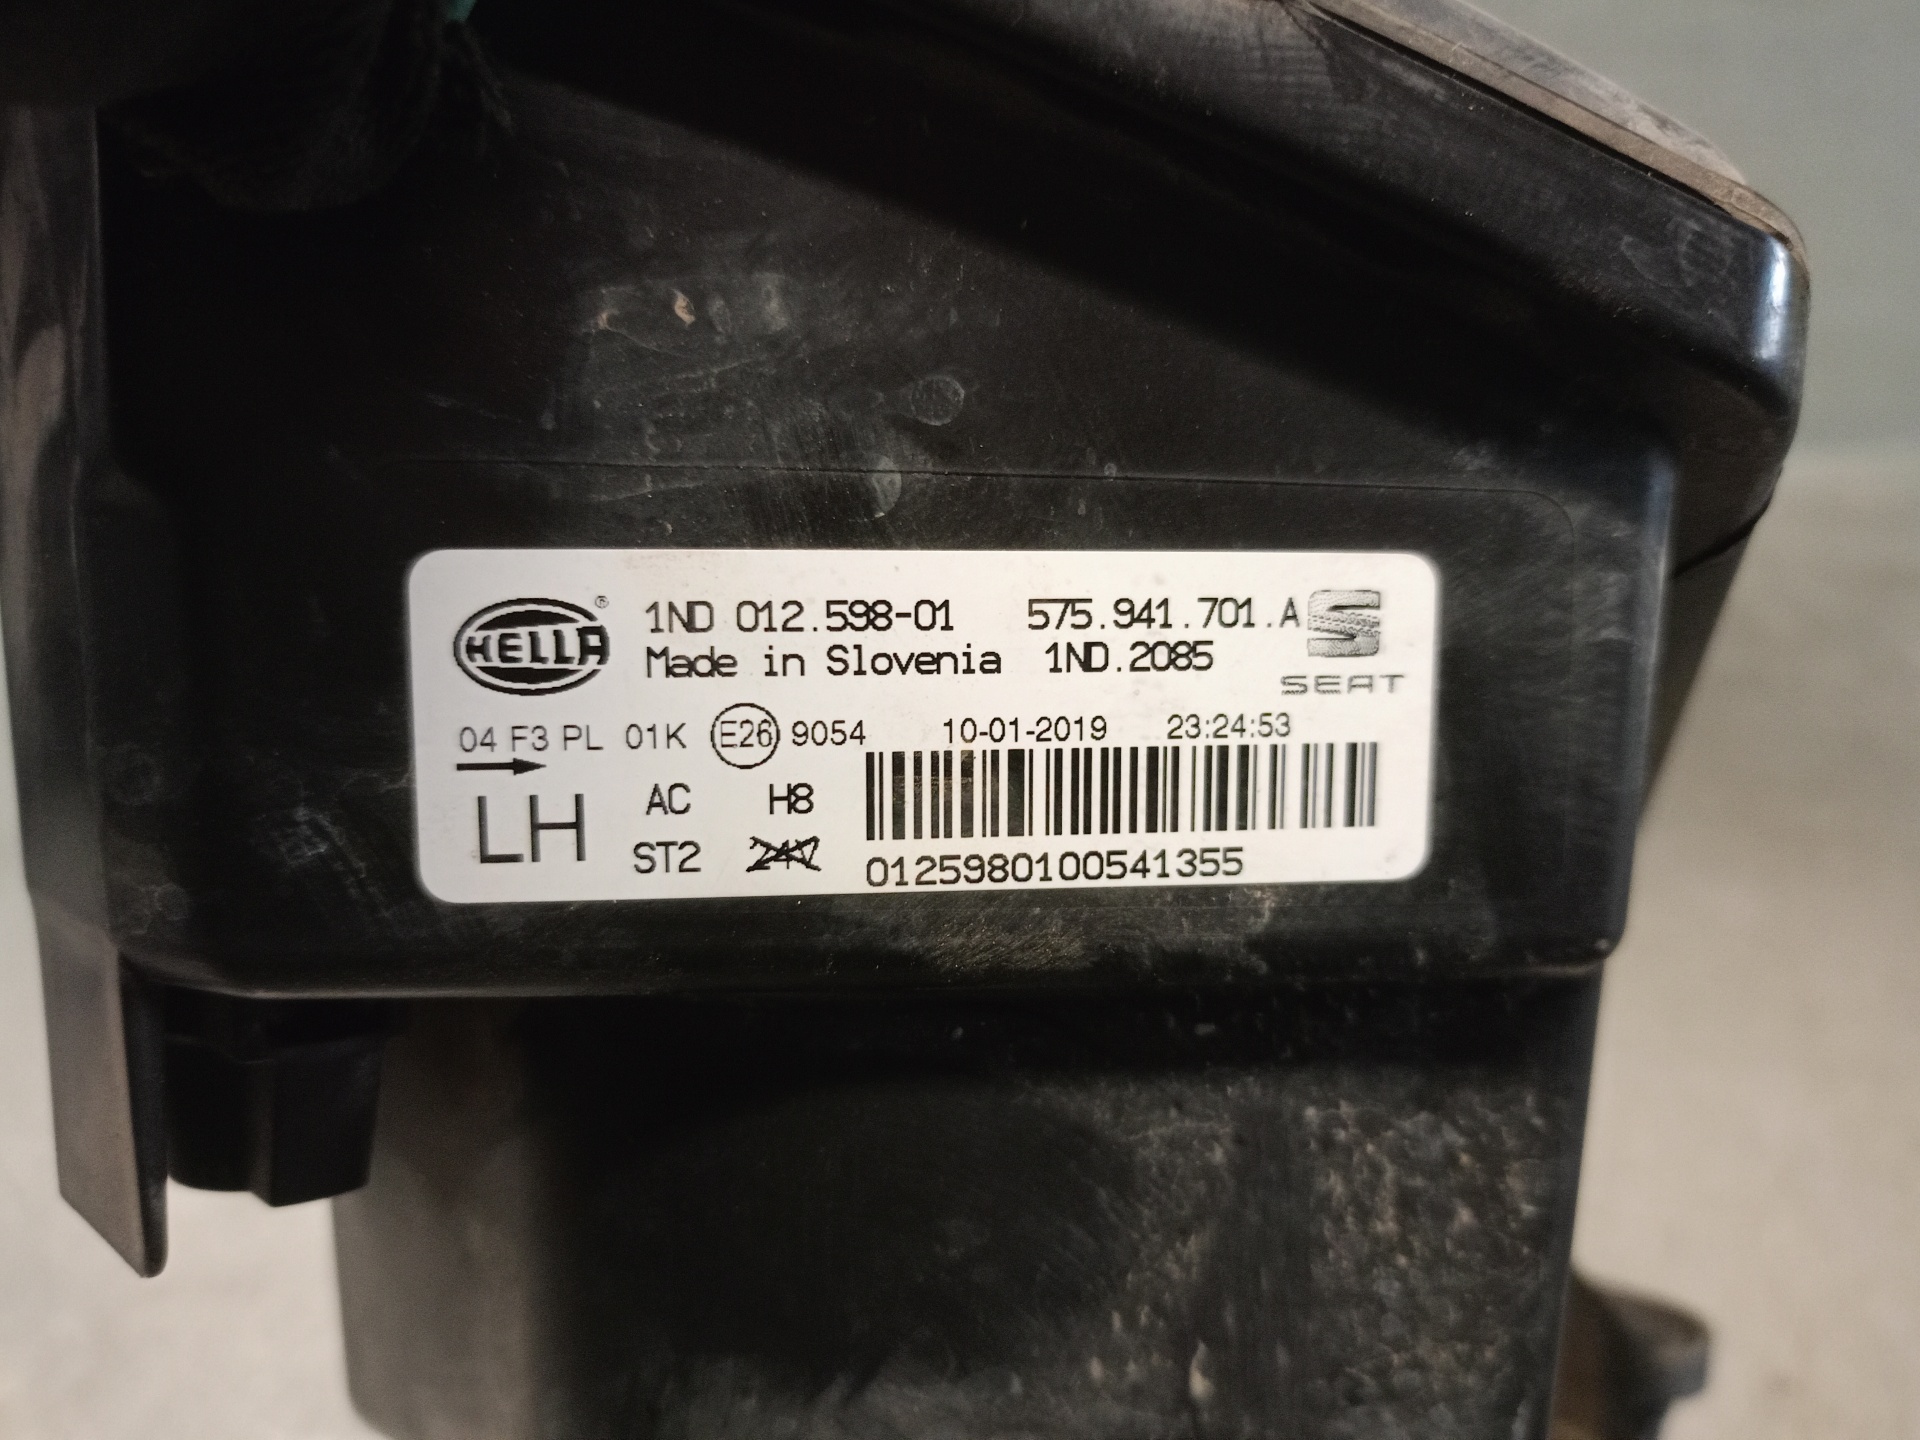 HELLA ®
1ND 012.598-01 575.941.701.A
Made in Slovenia 1ND.2085
SEAT
04 F3 PL 01K E26 9054 10-01-2019 23:24:53
LH
AC H8
ST2 24V
0125980100541355